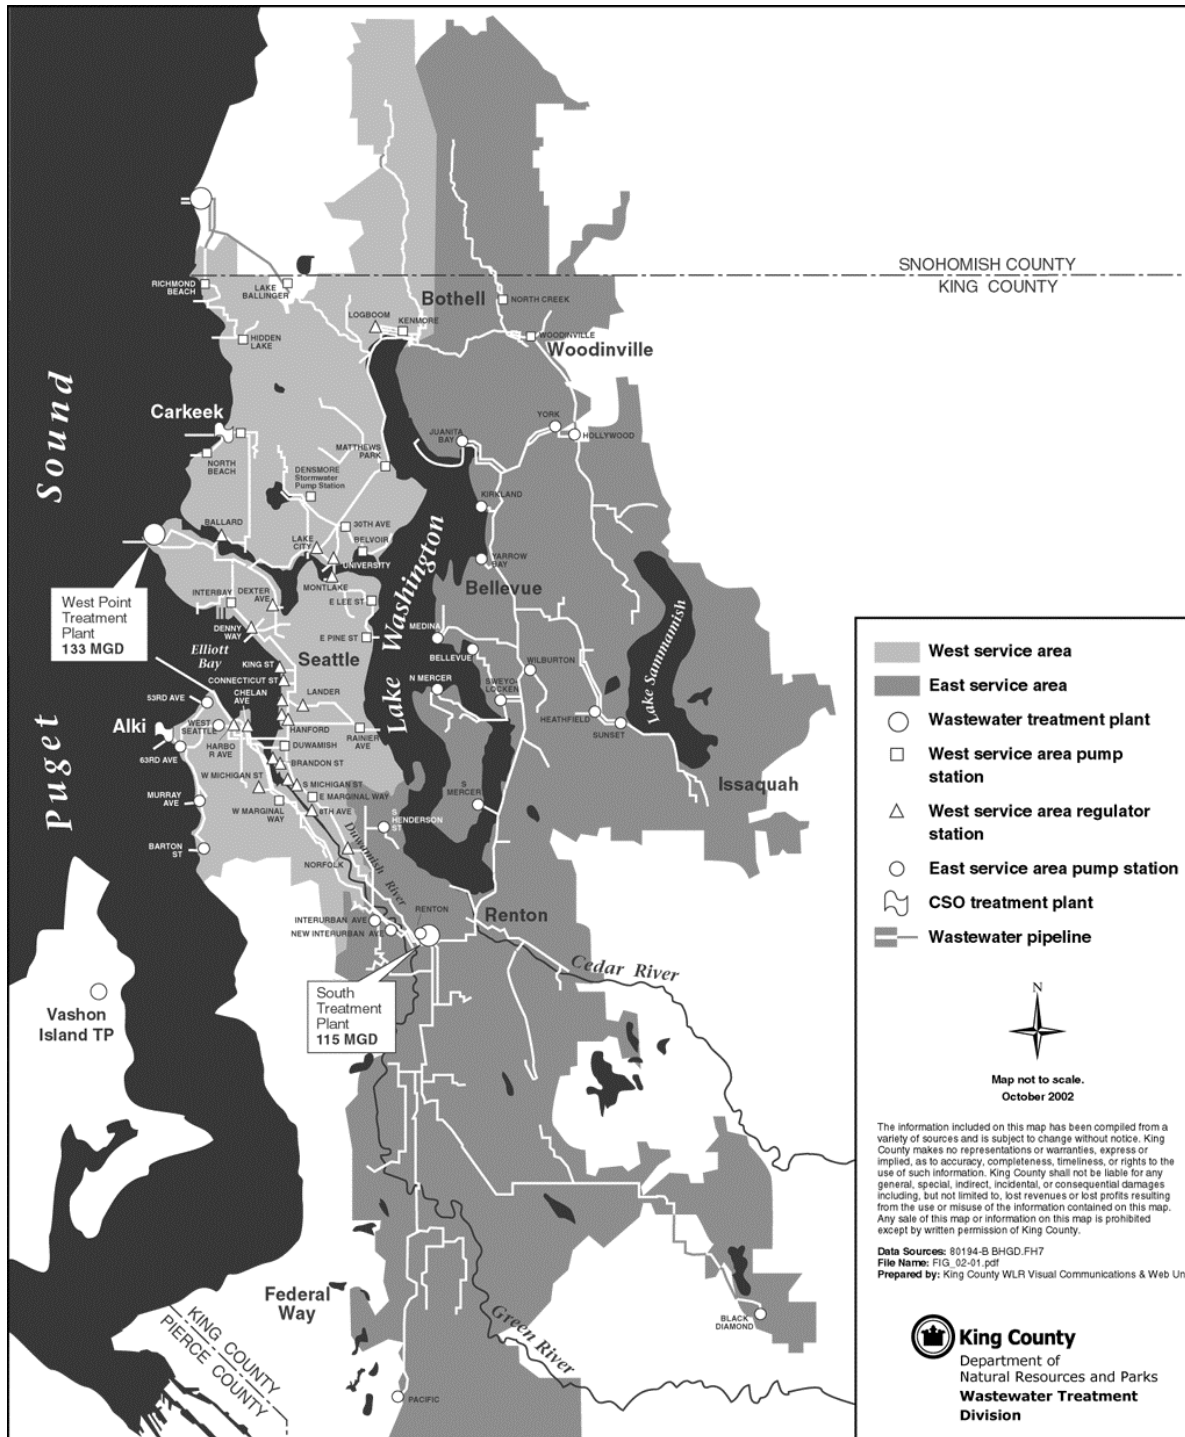 SNOHOMISH COUNTY
KING COUNTY
RICHMOND
BEACH
LAKE
BALLINGER
Bothell
NORTH CREEK
LOGBOOM
KENMORE
HIDDEN
LAKE
WOODINVILLE
Woodinville
Puget Sound
Carkeek
YORK
HOLLYWOOD
JUANITA
BAY
MATTHEWS
PARK
NORTH
BEACH
DENSMORE
Stormwater
Pump Station
KIRKLAND
BALLARD
30TH AVE
LAKE
CITY
BELVOIR
UNIVERSITY
YARROW
BAY
MONTLAKE
Lake Washington
Bellevue
West Point
Treatment
Plant
133 MGD
INTERBAY
DEXTER
AVE
E LEE ST
DENNY
WAY
MEDINA
E PINE ST
Elliott
Bay
Seattle
BELLEVUE
WILBURTON
Lake Sammamish
KING ST
CONNECTICUT ST
N MERCER
SWEYO-
LOCKEN
53RD AVE
CHELAN
AVE
LANDER
HEATHFIELD
SUNSET
Alki
WEST
SEATTLE
HANFORD
RAINIER
AVE
HARBO
R AVE
DUWAMISH
63RD AVE
BRANDON ST
W MICHIGAN ST
S MICHIGAN ST
Issaquah
MURRAY
AVE
E MARGINAL WAY
S
MERCER
W MARGINAL
WAY
8TH AVE
S
HENDERSON
ST
BARTON
ST
NORFOLK
Duwamish River
RENTON
Renton
INTERURBAN AVE
NEW INTERURBAN AVE
Cedar River
South
Treatment
Plant
115 MGD
Vashon
Island TP
Federal
Way
Green River
BLACK
DIAMOND
KING COUNTY
PIERCE COUNTY
PACIFIC
West service area
East service area
Wastewater treatment plant
West service area pump
station
West service area regulator
station
East service area pump station
CSO treatment plant
Wastewater pipeline
N
Map not to scale.
October 2002
The information included on this map has been compiled from a
variety of sources and is subject to change without notice. King
County makes no representations or warranties, express or
implied, as to accuracy, completeness, timeliness, or rights to the
use of such information. King County shall not be liable for any
general, special, indirect, incidental, or consequential damages
including, but not limited to, lost revenues or lost profits resulting
from the use or misuse of the information contained on this map.
Any sale of this map or information on this map is prohibited
except by written permission of King County.
Data Sources: 80194-B BHGD.FH7
File Name: FIG_02-01.pdf
Prepared by: King County WLR Visual Communications & Web Un
King County
Department of
Natural Resources and Parks
Wastewater Treatment
Division